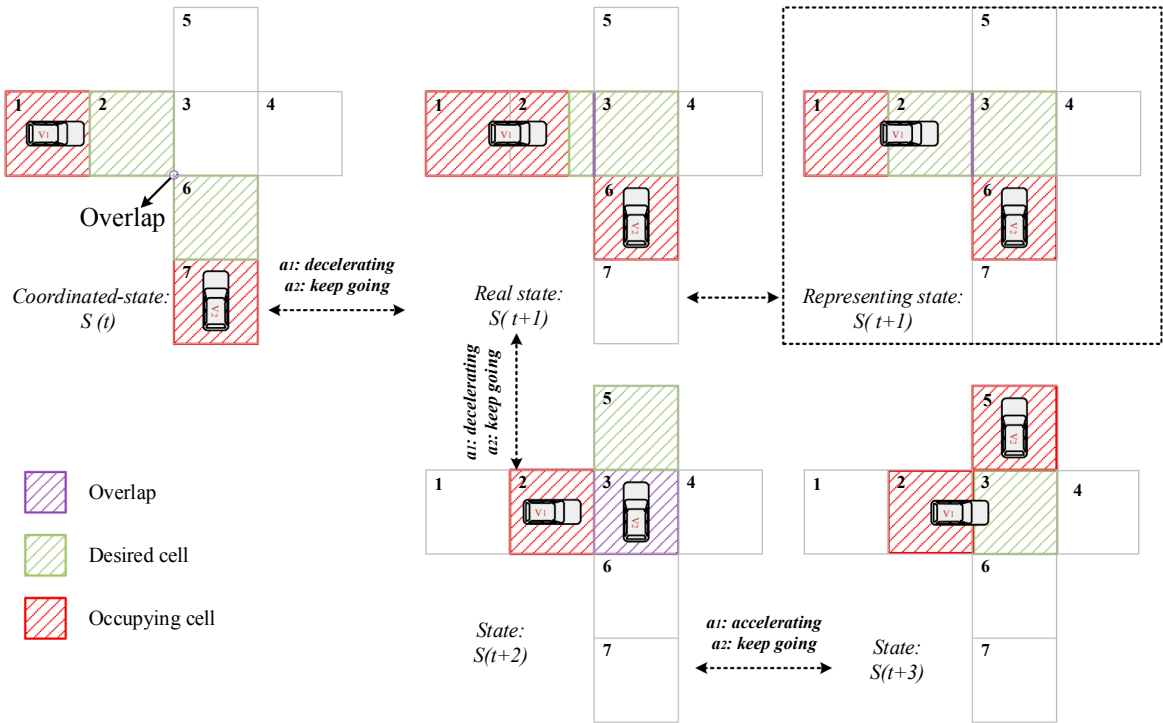 5
1
2
3
4
V1
6
Overlap
7
V2
Coordinated-state:
S (t)
a1: decelerating
a2: keep going
5
1
2
3
4
V1
6
V2
7
Real state:
S( t+1)
5
1
2
3
4
V1
6
V2
7
Representing state:
S( t+1)
a1: decelerating
a2: keep going
5
1
2
3
4
V1
V2
6
7
State:
S(t+2)
a1: accelerating
a2: keep going
5
V2
1
2
3
4
V1
6
7
State:
S(t+3)
Overlap
Desired cell
Occupying cell